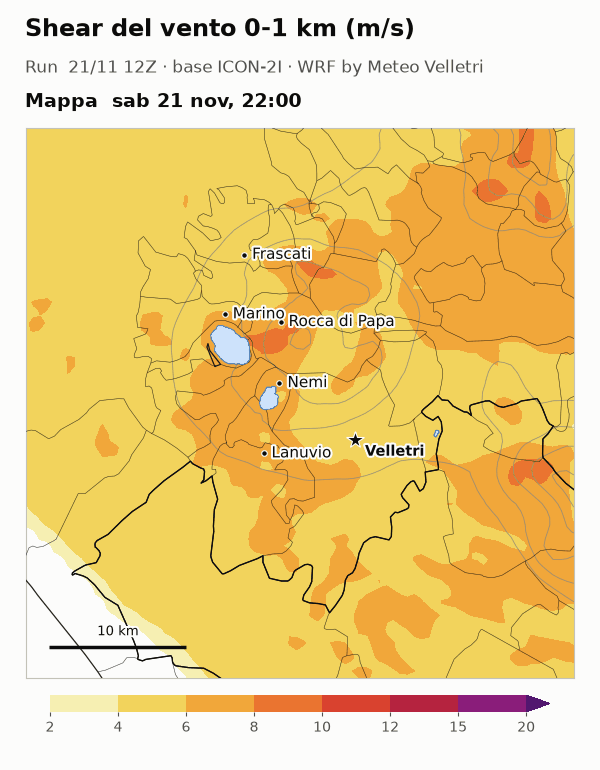 Shear del vento 0-1 km (m/s)
Run  21/11 12Z · base ICON-2I · WRF by Meteo Velletri
Mappa  sab 21 nov, 22:00
Frascati
Marino
Rocca di Papa
Nemi
Velletri
Lanuvio
10 km
2 4 6 8 10 12 15 20